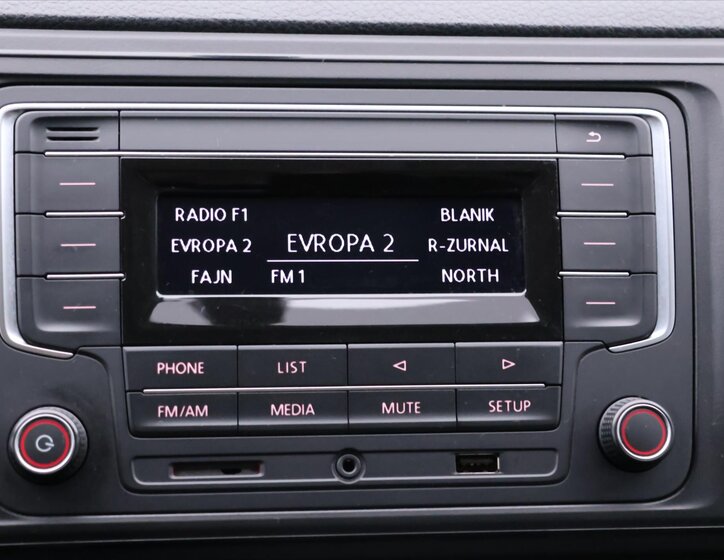 RADIO F1
BLANIK
EVROPA 2
EVROPA 2
R-ZURNAL
FAJN
FM 1
NORTH
PHONE
LIST
FM/AM
MEDIA
MUTE
SETUP